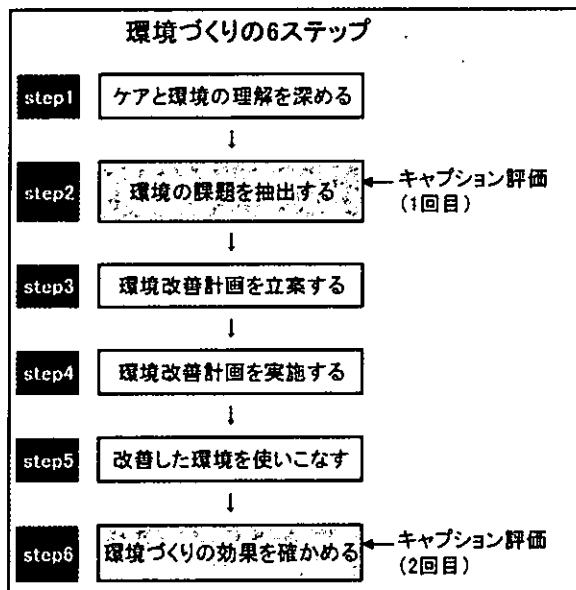 環境づくりの6ステップ
step1 ケアと環境の理解を深める
↓
step2 環境の課題を抽出する ← キャプション評価
(1回目)
↓
step3 環境改善計画を立案する
↓
step4 環境改善計画を実施する
↓
step5 改善した環境を使いこなす
↓
step6 環境づくりの効果を確かめる ← キャプション評価
(2回目)